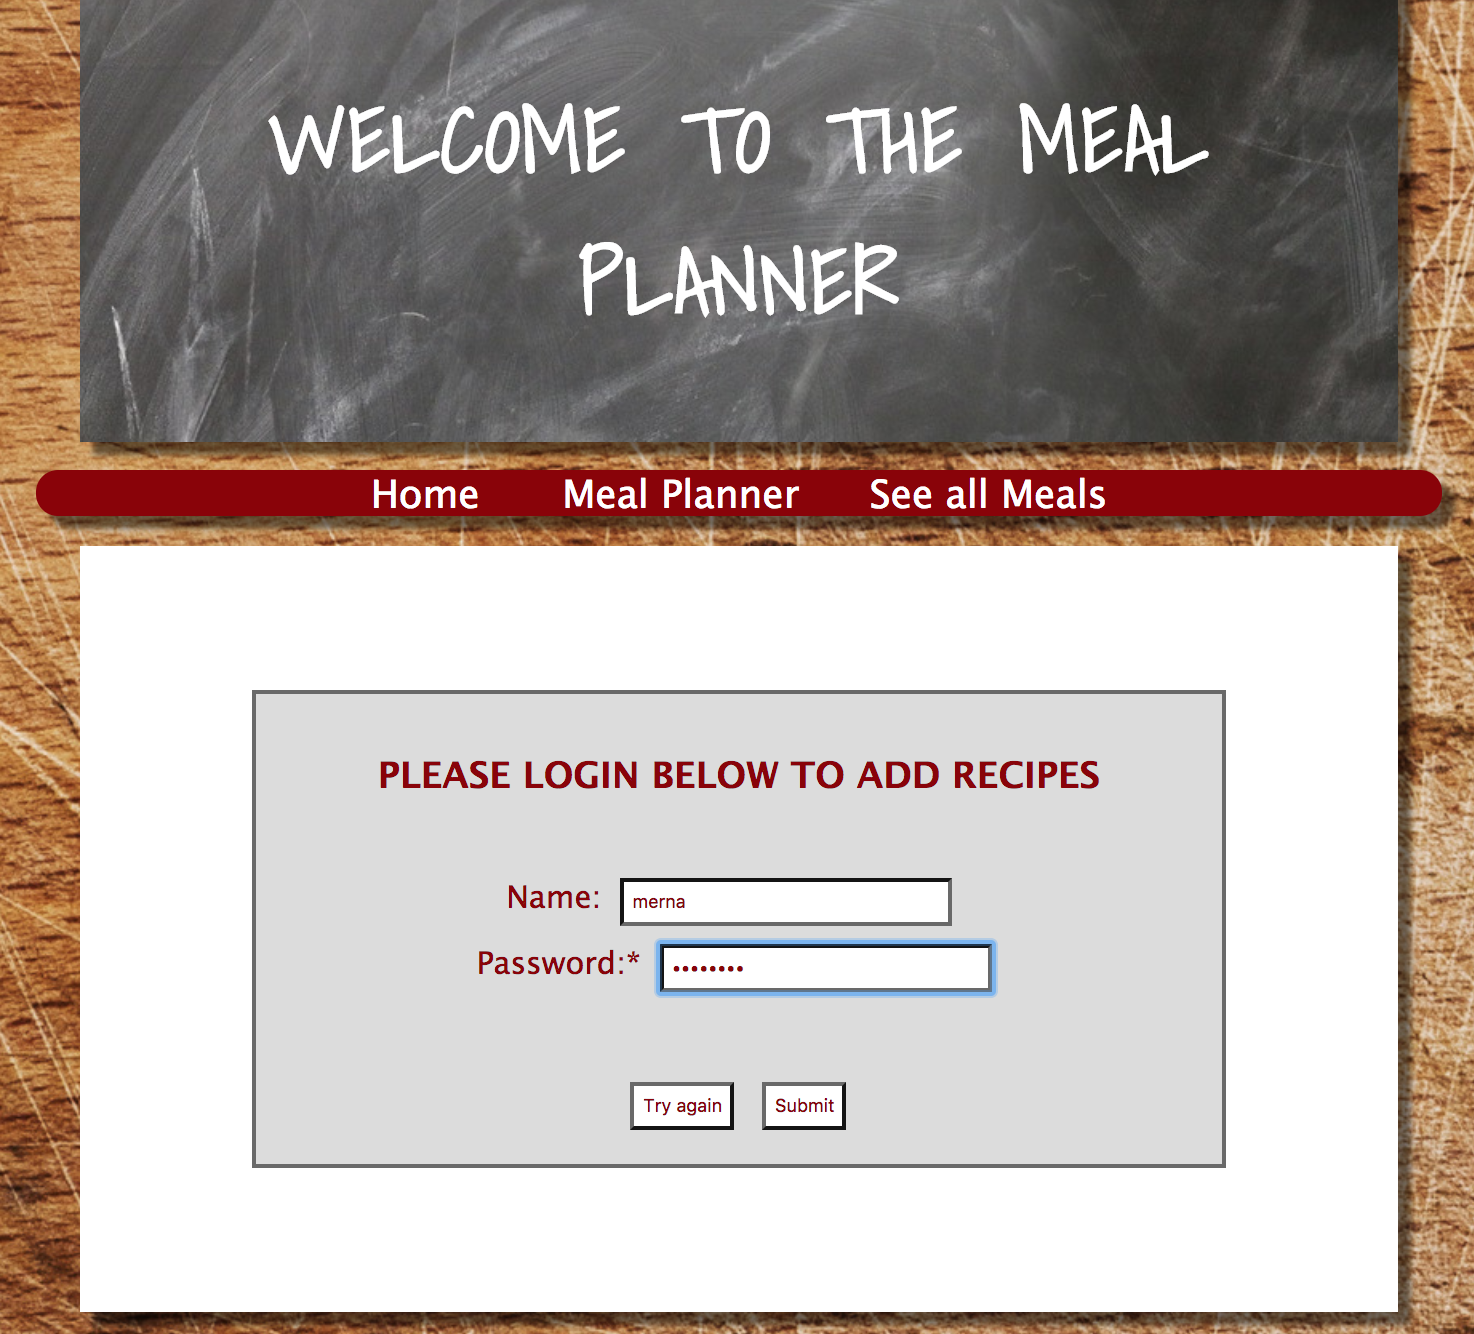 WELCOME TO THE MEAL
PLANNER
Home Meal Planner See all Meals
PLEASE LOGIN BELOW TO ADD RECIPES
Name: merna
Password:* ••••••••
Try again Submit